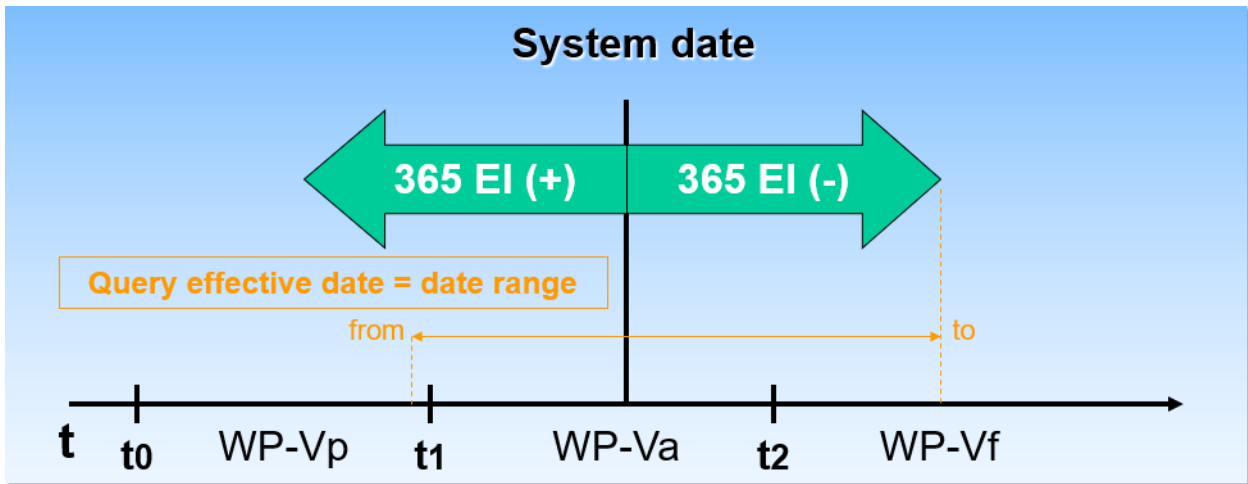 System date
365 EI (+) 365 EI (-)
Query effective date = date range
from to
t t0 WP-Vp t1 WP-Va t2 WP-Vf